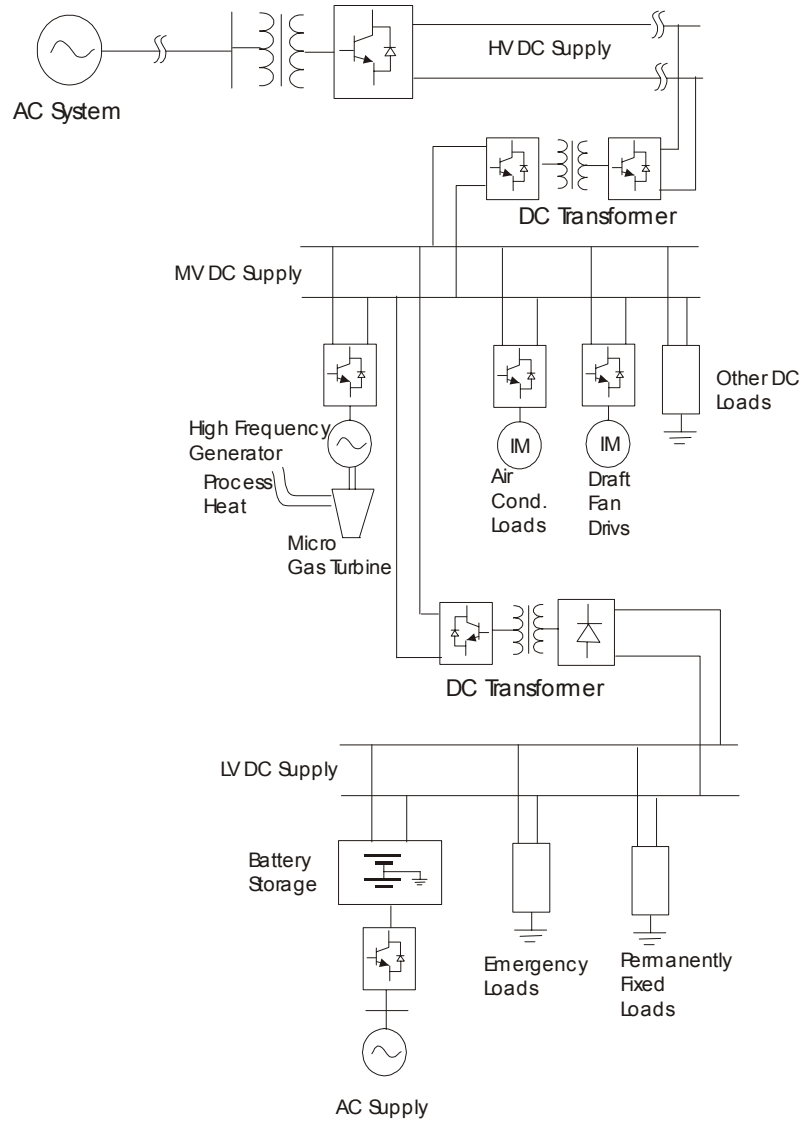 HV DC Supply
AC System
DC Transformer
MV DC Supply
Other DC
Loads
High Frequency
Generator
IM
IM
Process
Heat
Air
Cond.
Loads
Draft
Fan
Drivs
Micro
Gas Turbine
DC Transformer
LV DC Supply
Battery
Storage
Emergency
Loads
Permanently
Fixed
Loads
AC Supply